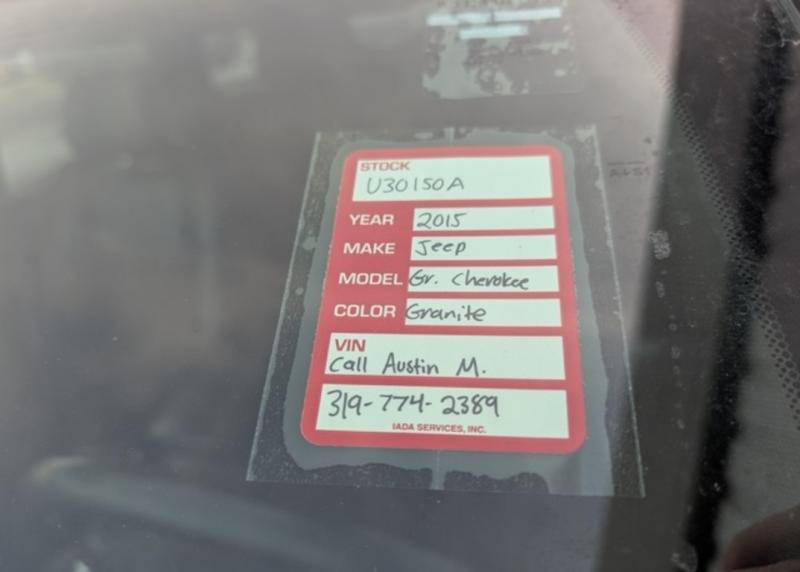 STOCK
U30150A
YEAR 2015
MAKE Jeep
MODEL Gr. Cherokee
COLOR Granite
VIN
Call Austin M.
319-774-2389
IADA SERVICES, INC.